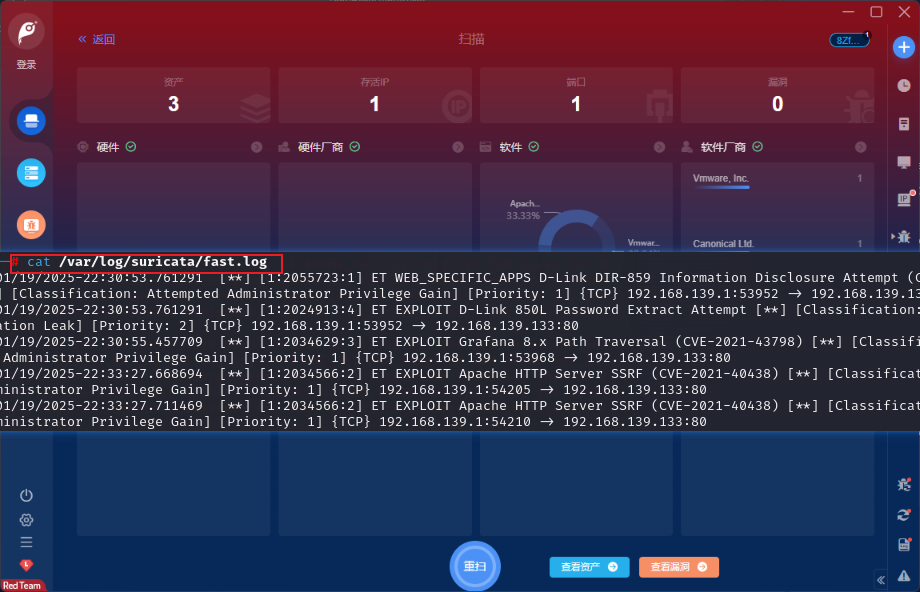 登录
« 返回
扫描
8Zf...
1
资产
3
存活IP
1
端口
1
漏洞
0
硬件
硬件厂商
软件
软件厂商
Apach...
33.33%
Vmwar...
Vmware, Inc.
1
Canonical Ltd.
1
# cat /var/log/suricata/fast.log
01/19/2025-22:30:53.761291 [**] [1:2055723:1] ET WEB_SPECIFIC_APPS D-Link DIR-859 Information Disclosure Attempt (C
] [Classification: Attempted Administrator Privilege Gain] [Priority: 1] {TCP} 192.168.139.1:53952 → 192.168.139.13
01/19/2025-22:30:53.761291 [**] [1:2024913:4] ET EXPLOIT D-Link 850L Password Extract Attempt [**] [Classification:
ation Leak] [Priority: 2] {TCP} 192.168.139.1:53952 → 192.168.139.133:80
01/19/2025-22:30:55.457709 [**] [1:2034629:3] ET EXPLOIT Grafana 8.x Path Traversal (CVE-2021-43798) [**] [Classifi
Administrator Privilege Gain] [Priority: 1] {TCP} 192.168.139.1:53968 → 192.168.139.133:80
01/19/2025-22:33:27.668694 [**] [1:2034566:2] ET EXPLOIT Apache HTTP Server SSRF (CVE-2021-40438) [**] [Classificat
ministrator Privilege Gain] [Priority: 1] {TCP} 192.168.139.1:54205 → 192.168.139.133:80
01/19/2025-22:33:27.711469 [**] [1:2034566:2] ET EXPLOIT Apache HTTP Server SSRF (CVE-2021-40438) [**] [Classificat
ministrator Privilege Gain] [Priority: 1] {TCP} 192.168.139.1:54210 → 192.168.139.133:80
重扫
查看资产
查看漏洞
Red Team